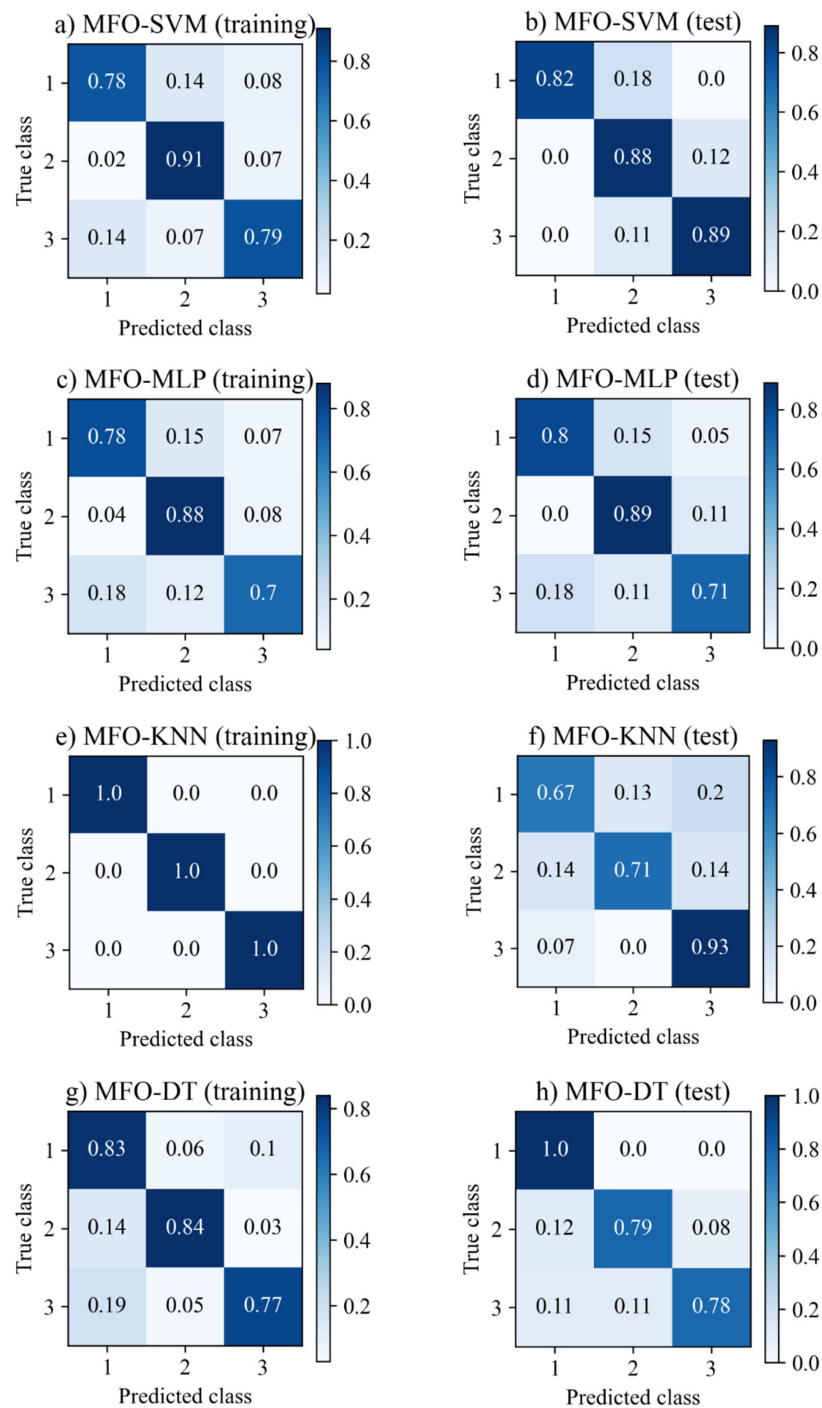 a) MFO-SVM (training)
1 0.78 0.14 0.08 0.8
True class 2 0.02 0.91 0.07 0.6
0.4
3 0.14 0.07 0.79 0.2
1 2 3
Predicted class
b) MFO-SVM (test)
1 0.82 0.18 0.0 0.8
True class 2 0.0 0.88 0.12 0.6
0.4
3 0.0 0.11 0.89 0.2
1 2 3 0.0
Predicted class
c) MFO-MLP (training)
1 0.78 0.15 0.07 0.8
True class 2 0.04 0.88 0.08 0.6
0.4
3 0.18 0.12 0.7 0.2
1 2 3
Predicted class
d) MFO-MLP (test)
1 0.8 0.15 0.05 0.8
True class 2 0.0 0.89 0.11 0.6
0.4
3 0.18 0.11 0.71 0.2
1 2 3 0.0
Predicted class
e) MFO-KNN (training)
1.0
1 1.0 0.0 0.0 0.8
True class 2 0.0 1.0 0.0 0.6
0.4
3 0.0 0.0 1.0 0.2
1 2 3 0.0
Predicted class
f) MFO-KNN (test)
1 0.67 0.13 0.2 0.8
True class 2 0.14 0.71 0.14 0.6
0.4
3 0.07 0.0 0.93 0.2
1 2 3 0.0
Predicted class
g) MFO-DT (training)
1 0.83 0.06 0.1 0.8
True class 2 0.14 0.84 0.03 0.6
0.4
3 0.19 0.05 0.77 0.2
1 2 3
Predicted class
h) MFO-DT (test)
1.0
1 1.0 0.0 0.0 0.8
True class 2 0.12 0.79 0.08 0.6
0.4
3 0.11 0.11 0.78 0.2
1 2 3 0.0
Predicted class